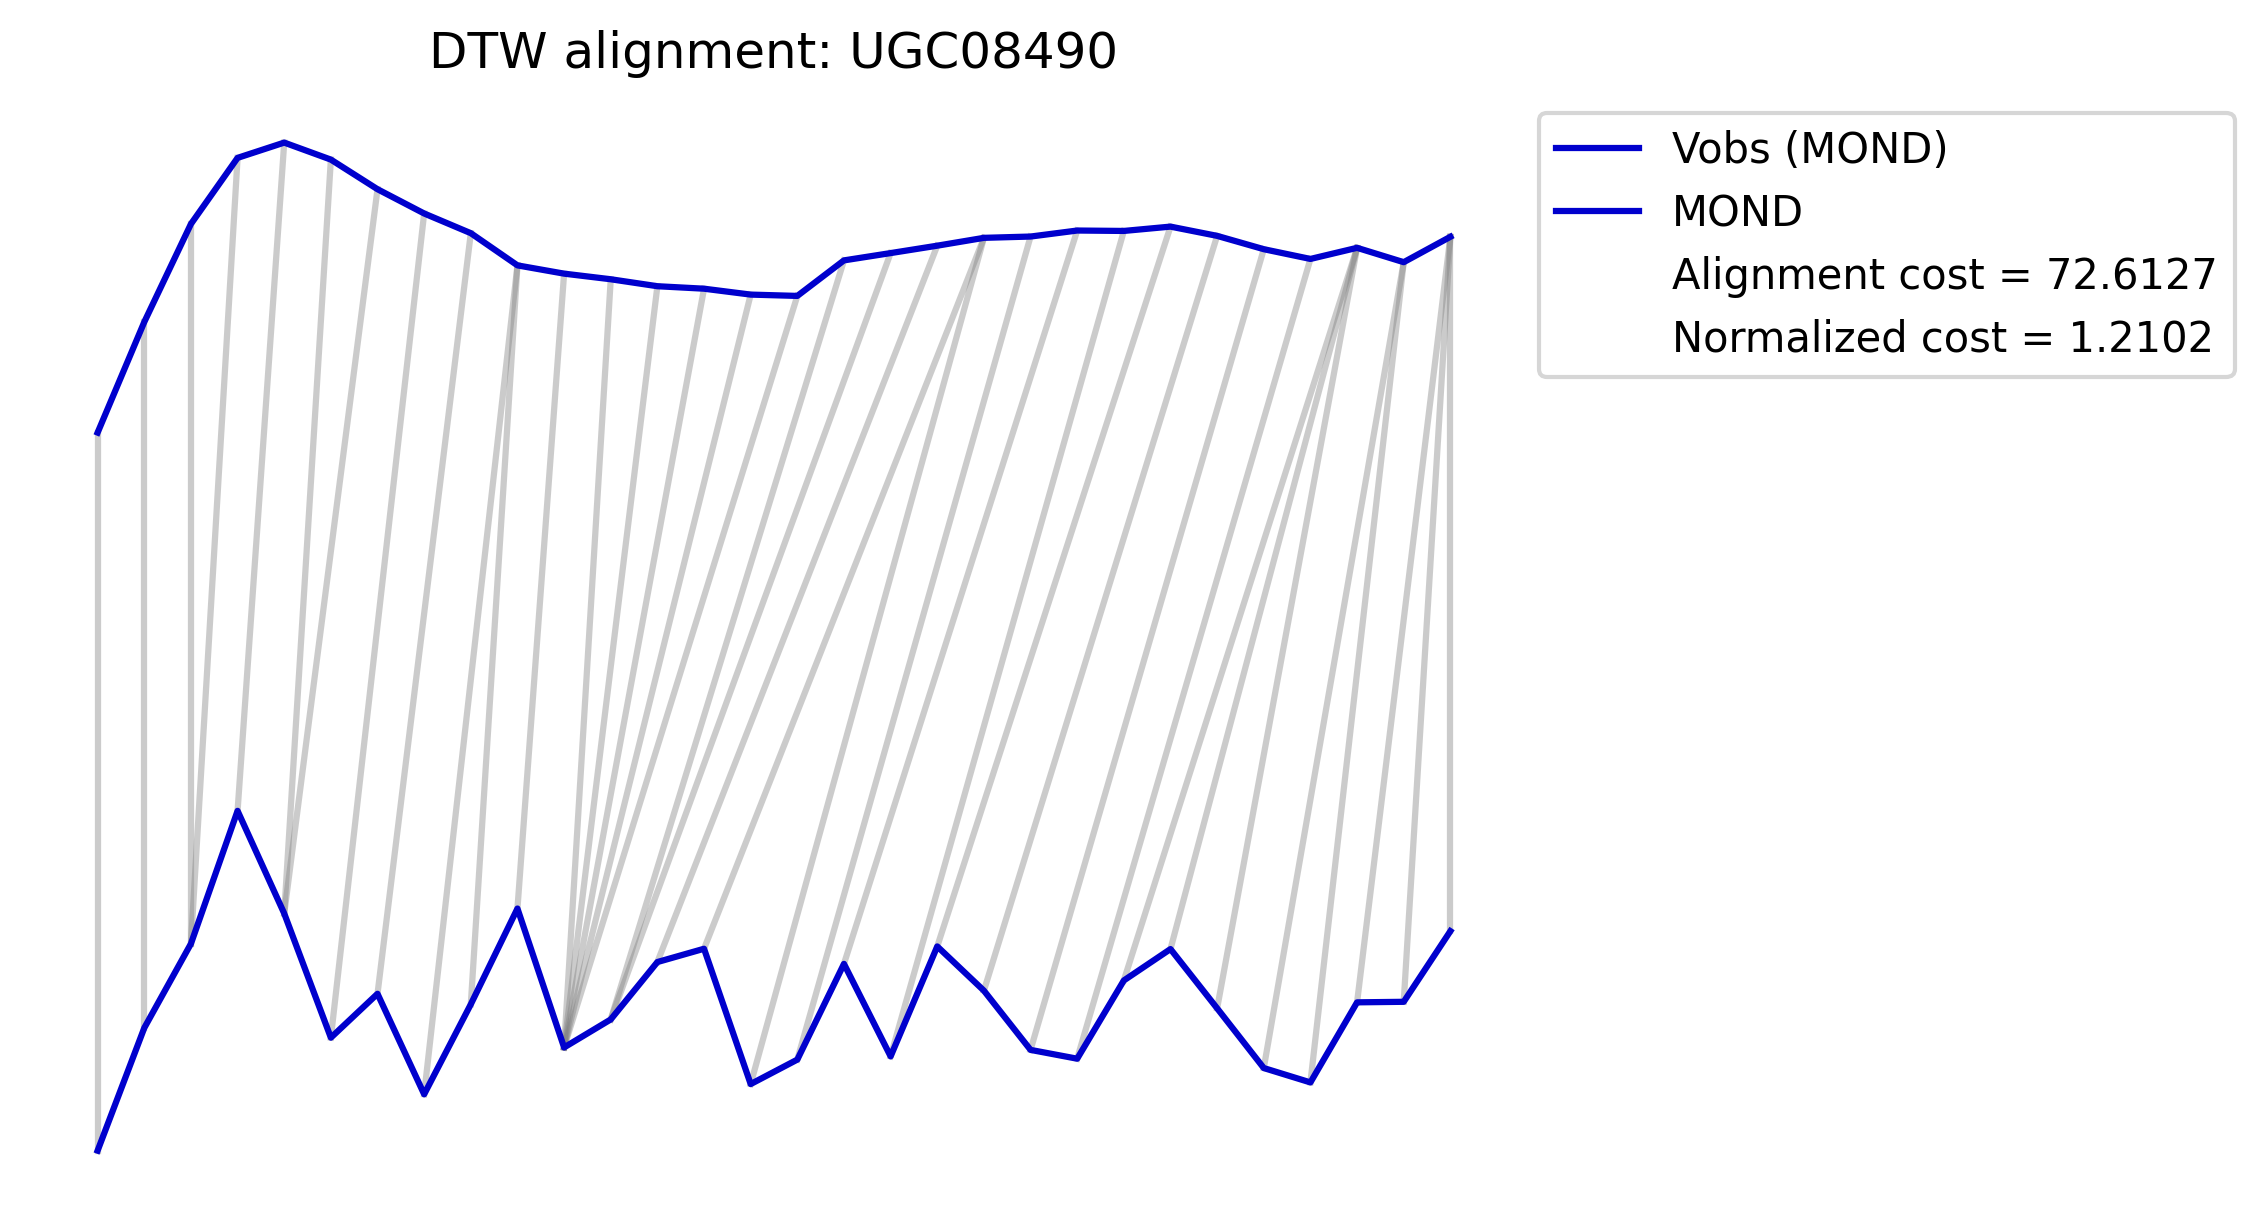 DTW alignment: UGC08490
Vobs (MOND)
MOND
Alignment cost = 72.6127
Normalized cost = 1.2102